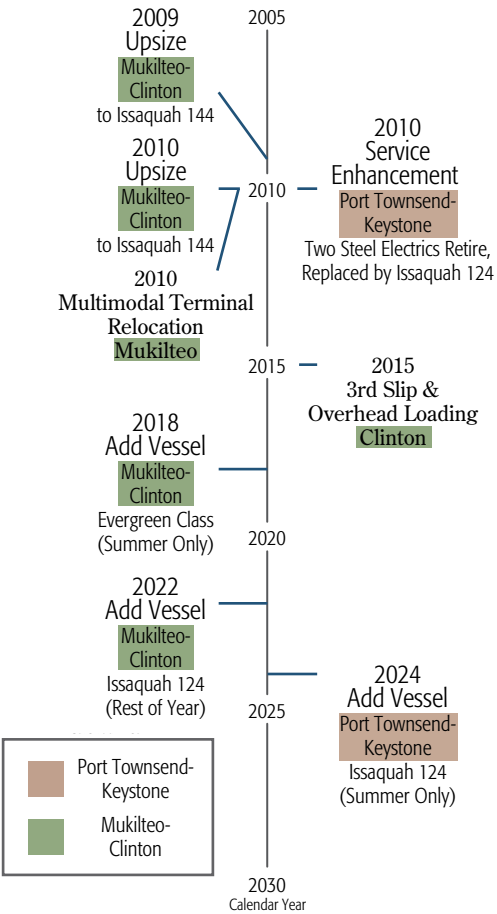 2005
2009
Upsize
Mukilteo-
Clinton
to Issaquah 144
2010
Upsize
Mukilteo-
Clinton
to Issaquah 144
2010
Service
Enhancement
Port Townsend-
Keystone
Two Steel Electrics Retire,
Replaced by Issaquah 124
2010
2010
Multimodal Terminal
Relocation
Mukilteo
2015
2015
3rd Slip &
Overhead Loading
Clinton
2018
Add Vessel
Mukilteo-
Clinton
Evergreen Class
(Summer Only)
2020
2022
Add Vessel
Mukilteo-
Clinton
Issaquah 124
(Rest of Year)
2024
Add Vessel
Port Townsend-
Keystone
Issaquah 124
(Summer Only)
2025
Port Townsend-
Keystone
Mukilteo-
Clinton
2030
Calendar Year